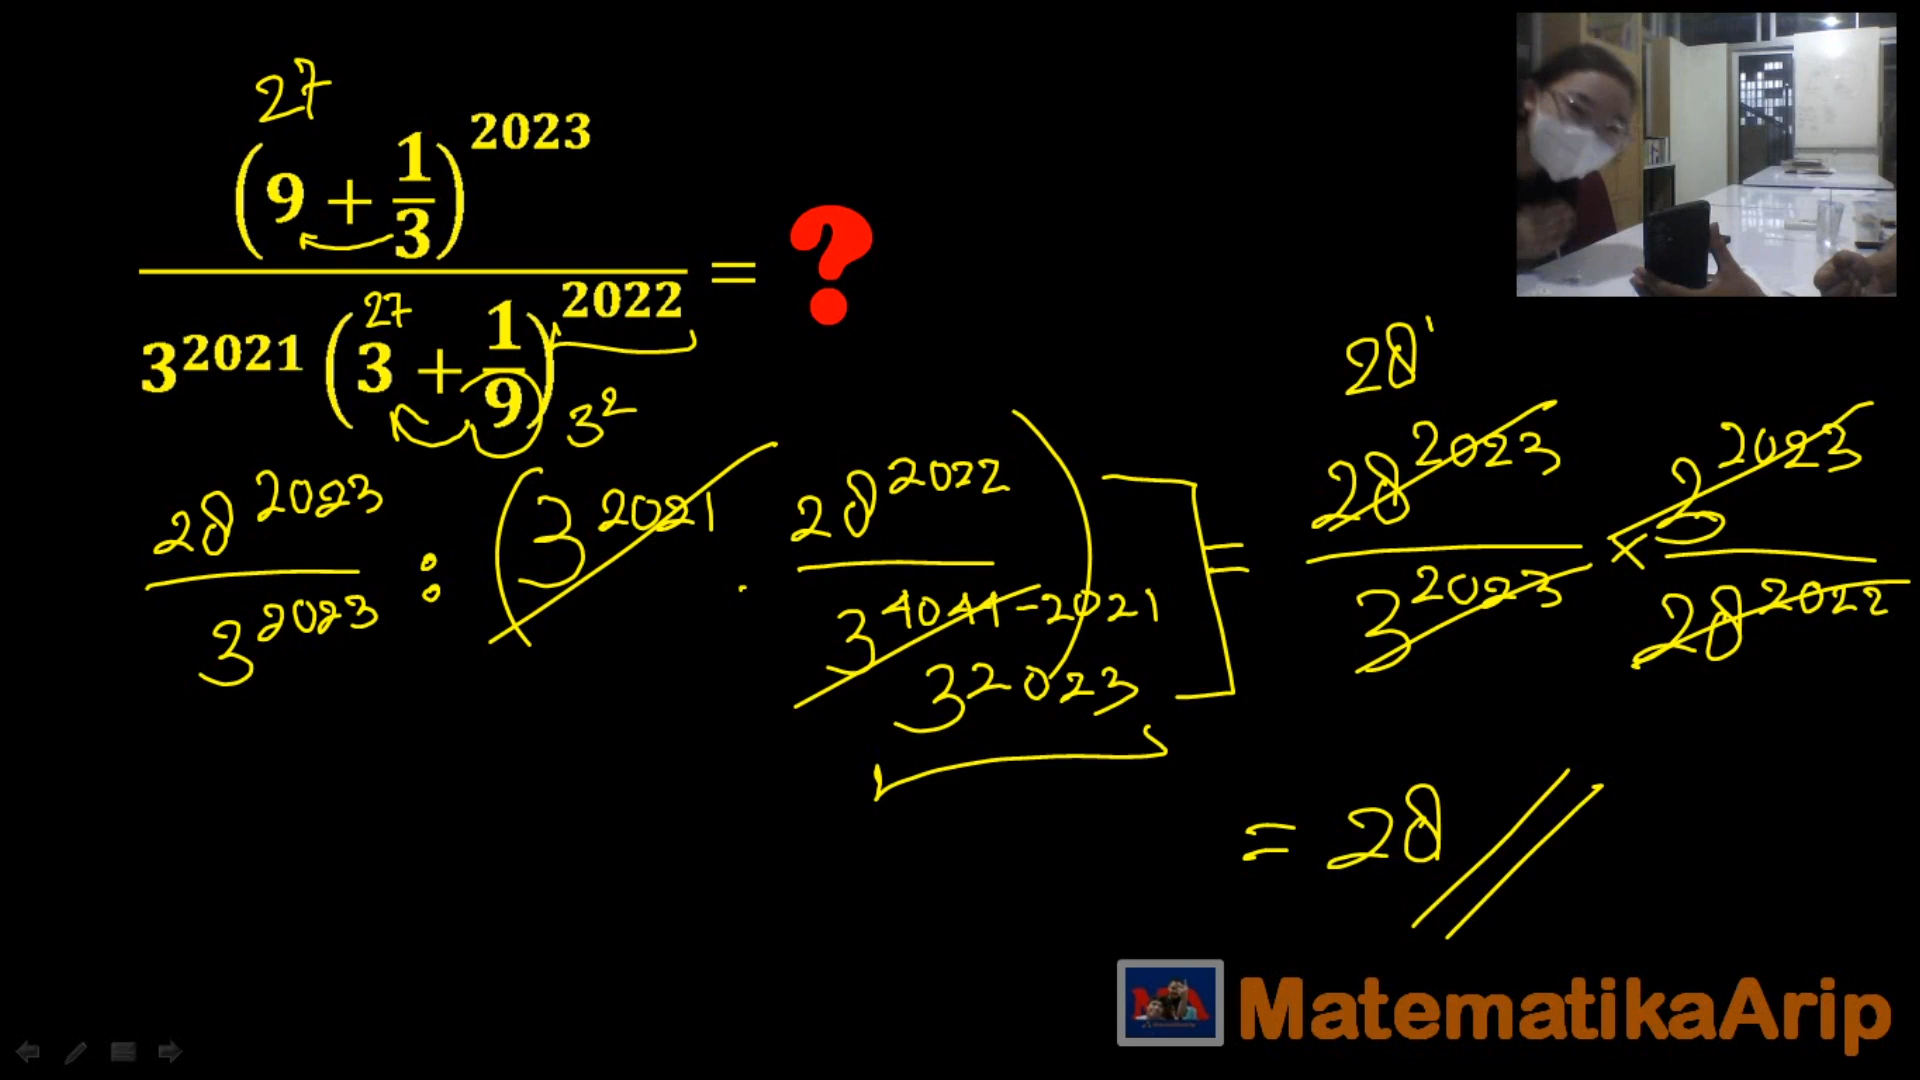 27
(9 + 1/3)^2023
= ?
3^2021 (3 + 1/9)^2022
27
3^2
28^2023 / 3^2023 : (3^2021 . 28^2022 / 3^4044-2021
3^2023) = 28^2023 / 3^2023 × 3^2023 / 28^2022
28^1
= 28
MatematikaArip